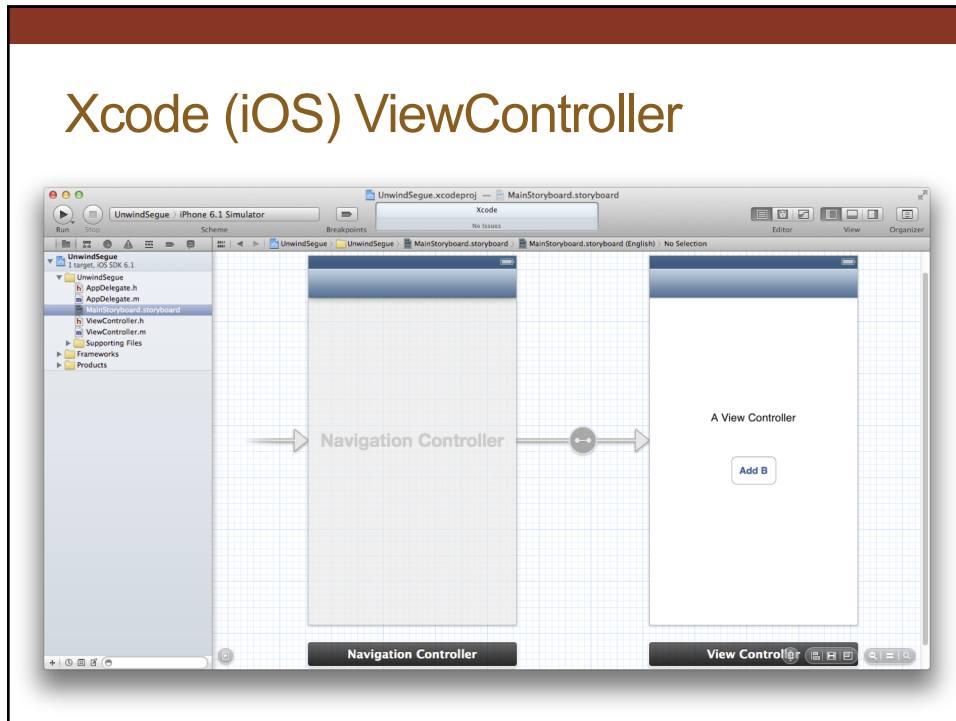 Xcode (iOS) ViewController
UnwindSegue.xcodeproj — MainStoryboard.storyboard
UnwindSegue iPhone 6.1 Simulator
Xcode
No Issues
Run Stop Scheme Breakpoints Editor View Organizer
UnwindSegue UnwindSegue MainStoryboard.storyboard MainStoryboard.storyboard (English) No Selection
UnwindSegue
1 target, iOS SDK 6.1
UnwindSegue
h AppDelegate.h
m AppDelegate.m
MainStoryboard.storyboard
h ViewController.h
m ViewController.m
Supporting Files
Frameworks
Products
Navigation Controller
A View Controller
Add B
Navigation Controller
View Controller